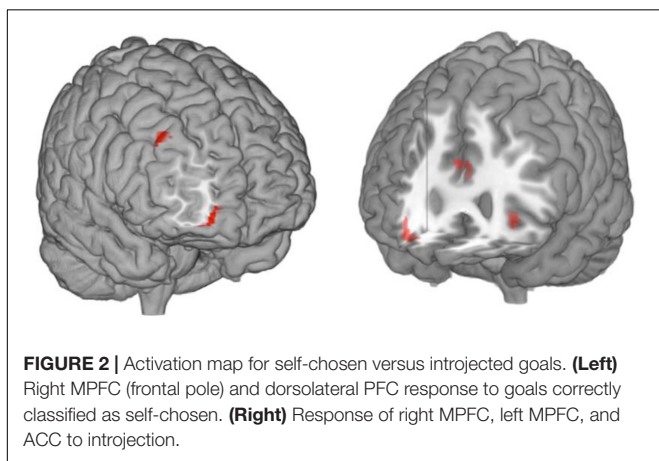 FIGURE 2 | Activation map for self-chosen versus introjected goals. (Left)
Right MPFC (frontal pole) and dorsolateral PFC response to goals correctly
classified as self-chosen. (Right) Response of right MPFC, left MPFC, and
ACC to introjection.